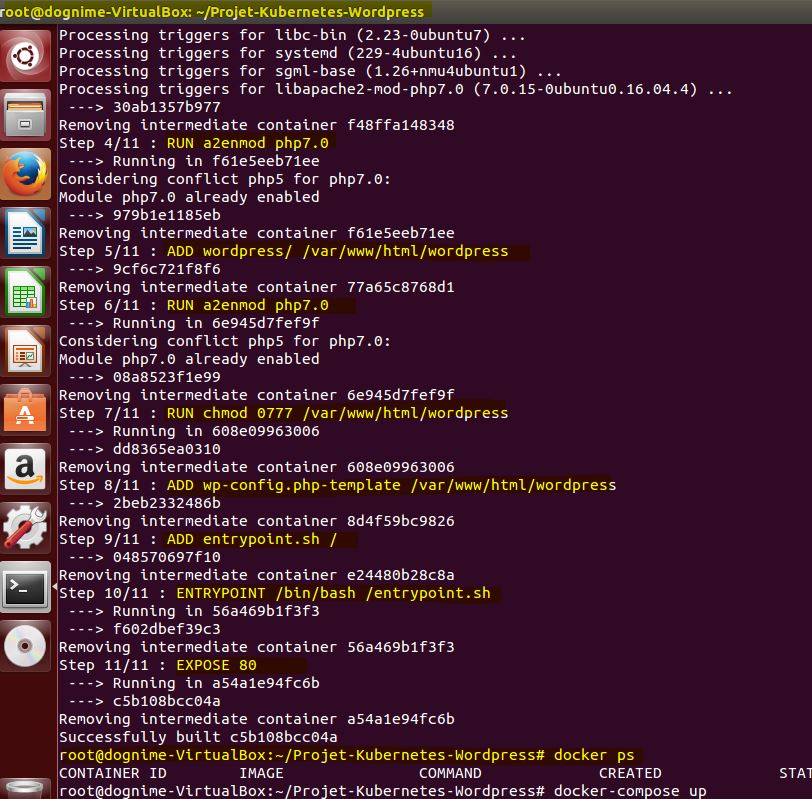 root@dognime-VirtualBox: ~/Projet-Kubernetes-Wordpress
Processing triggers for libc-bin (2.23-0ubuntu7) ...
Processing triggers for systemd (229-4ubuntu16) ...
Processing triggers for sgml-base (1.26+nmu4ubuntu1) ...
Processing triggers for libapache2-mod-php7.0 (7.0.15-0ubuntu0.16.04.4) ...
 ---> 30ab1357b977
Removing intermediate container f48ffa148348
Step 4/11 : RUN a2enmod php7.0
 ---> Running in f61e5eeb71ee
Considering conflict php5 for php7.0:
Module php7.0 already enabled
 ---> 979b1e1185eb
Removing intermediate container f61e5eeb71ee
Step 5/11 : ADD wordpress/ /var/www/html/wordpress
 ---> 9cf6c721f8f6
Removing intermediate container 77a65c8768d1
Step 6/11 : RUN a2enmod php7.0
 ---> Running in 6e945d7fef9f
Considering conflict php5 for php7.0:
Module php7.0 already enabled
 ---> 08a8523f1e99
Removing intermediate container 6e945d7fef9f
Step 7/11 : RUN chmod 0777 /var/www/html/wordpress
 ---> Running in 608e09963006
 ---> dd8365ea0310
Removing intermediate container 608e09963006
Step 8/11 : ADD wp-config.php-template /var/www/html/wordpress
 ---> 2beb2332486b
Removing intermediate container 8d4f59bc9826
Step 9/11 : ADD entrypoint.sh /
 ---> 048570697f10
Removing intermediate container e24480b28c8a
Step 10/11 : ENTRYPOINT /bin/bash /entrypoint.sh
 ---> Running in 56a469b1f3f3
 ---> f602dbef39c3
Removing intermediate container 56a469b1f3f3
Step 11/11 : EXPOSE 80
 ---> Running in a54a1e94fc6b
 ---> c5b108bcc04a
Removing intermediate container a54a1e94fc6b
Successfully built c5b108bcc04a
root@dognime-VirtualBox:~/Projet-Kubernetes-Wordpress# docker ps
CONTAINER ID        IMAGE               COMMAND             CREATED             STAT
root@dognime-VirtualBox:~/Projet-Kubernetes-Wordpress# docker-compose up